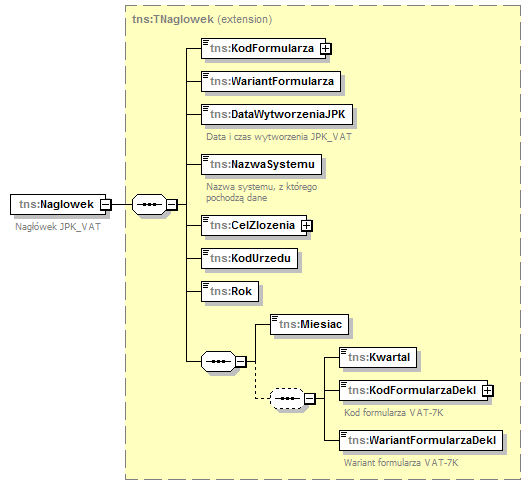 tns:TNaglowek (extension)
tns:KodFormularza
tns:WariantFormularza
tns:DataWytworzeniaJPK
Data i czas wytworzenia JPK_VAT
tns:NazwaSystemu
Nazwa systemu, z którego
pochodzą dane
tns:Naglowek
Nagłówek JPK_VAT
tns:CelZlozenia
tns:KodUrzedu
tns:Rok
tns:Miesiac
tns:Kwartal
tns:KodFormularzaDekl
Kod formularza VAT-7K
tns:WariantFormularzaDekl
Wariant formularza VAT-7K